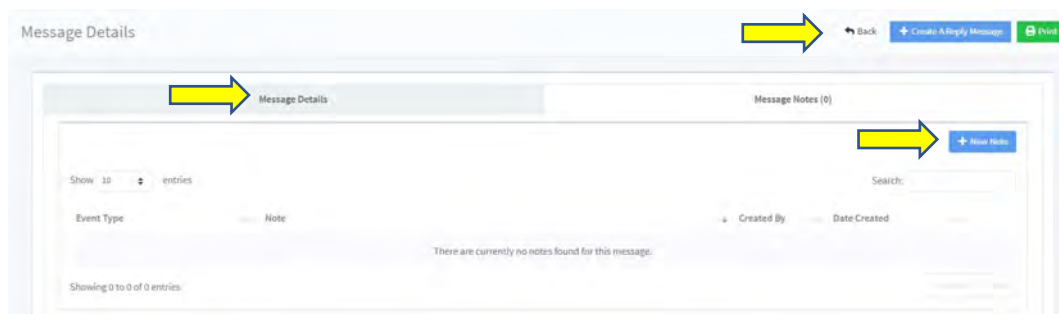 Message Details
Back + Create A Reply Message Print
Message Details Message Notes (0)
+ New Note
Show 10 entries Search:
Event Type Note Created By Date Created
There are currently no notes found for this message.
Showing 0 to 0 of 0 entries